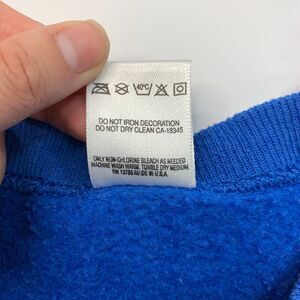 40°C
DO NOT IRON DECORATION
DO NOT DRY CLEAN CA-18345
ONLY NON-CHLORINE BLEACH AS NEEDED
MACHINE WASH WARM, TUMBLE DRY MEDIUM
RN 13765 MADE IN U.S.A.